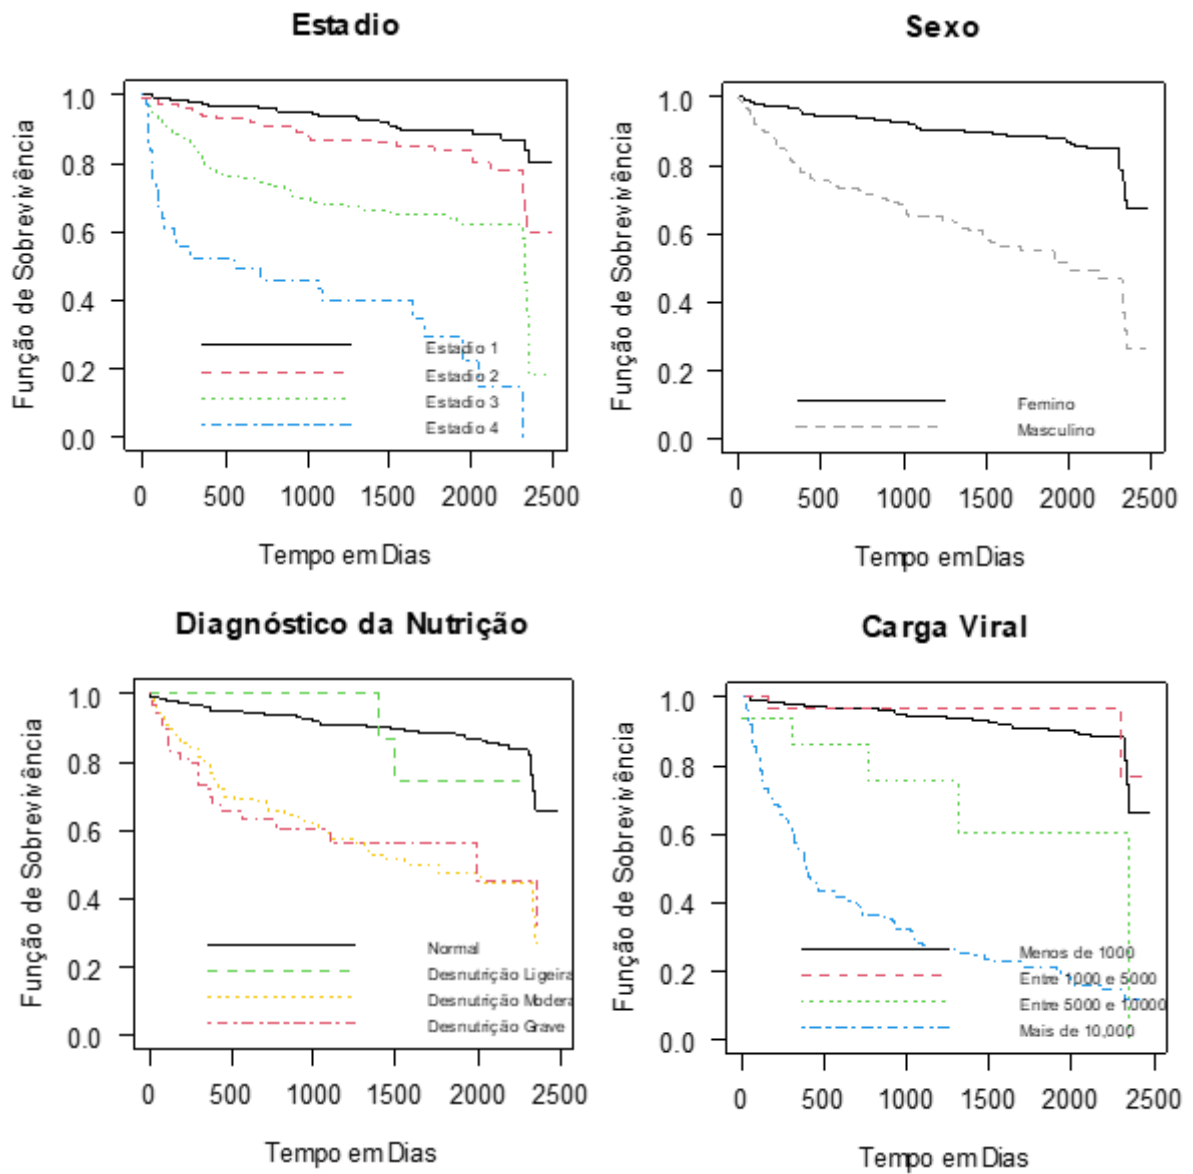 Estadio
Função de Sobrevivência
1.0
0.8
0.6
0.4
0.2
0.0
Estadio 1
Estadio 2
Estadio 3
Estadio 4
0 500 1000 1500 2000 2500
Tempo em Dias
Sexo
Função de Sobrevivência
1.0
0.8
0.6
0.4
0.2
0.0
Femino
Masculino
0 500 1000 1500 2000 2500
Tempo em Dias
Diagnóstico da Nutrição
Função de Sobrevivência
1.0
0.8
0.6
0.4
0.2
0.0
Normal
Desnutrição Ligeira
Desnutrição Modera
Desnutrição Grave
0 500 1000 1500 2000 2500
Tempo em Dias
Carga Viral
Função de Sobrevivência
1.0
0.8
0.6
0.4
0.2
0.0
Menos de 1000
Entre 1000 e 5000
Entre 5000 e 10000
Mais de 10,000
0 500 1000 1500 2000 2500
Tempo em Dias